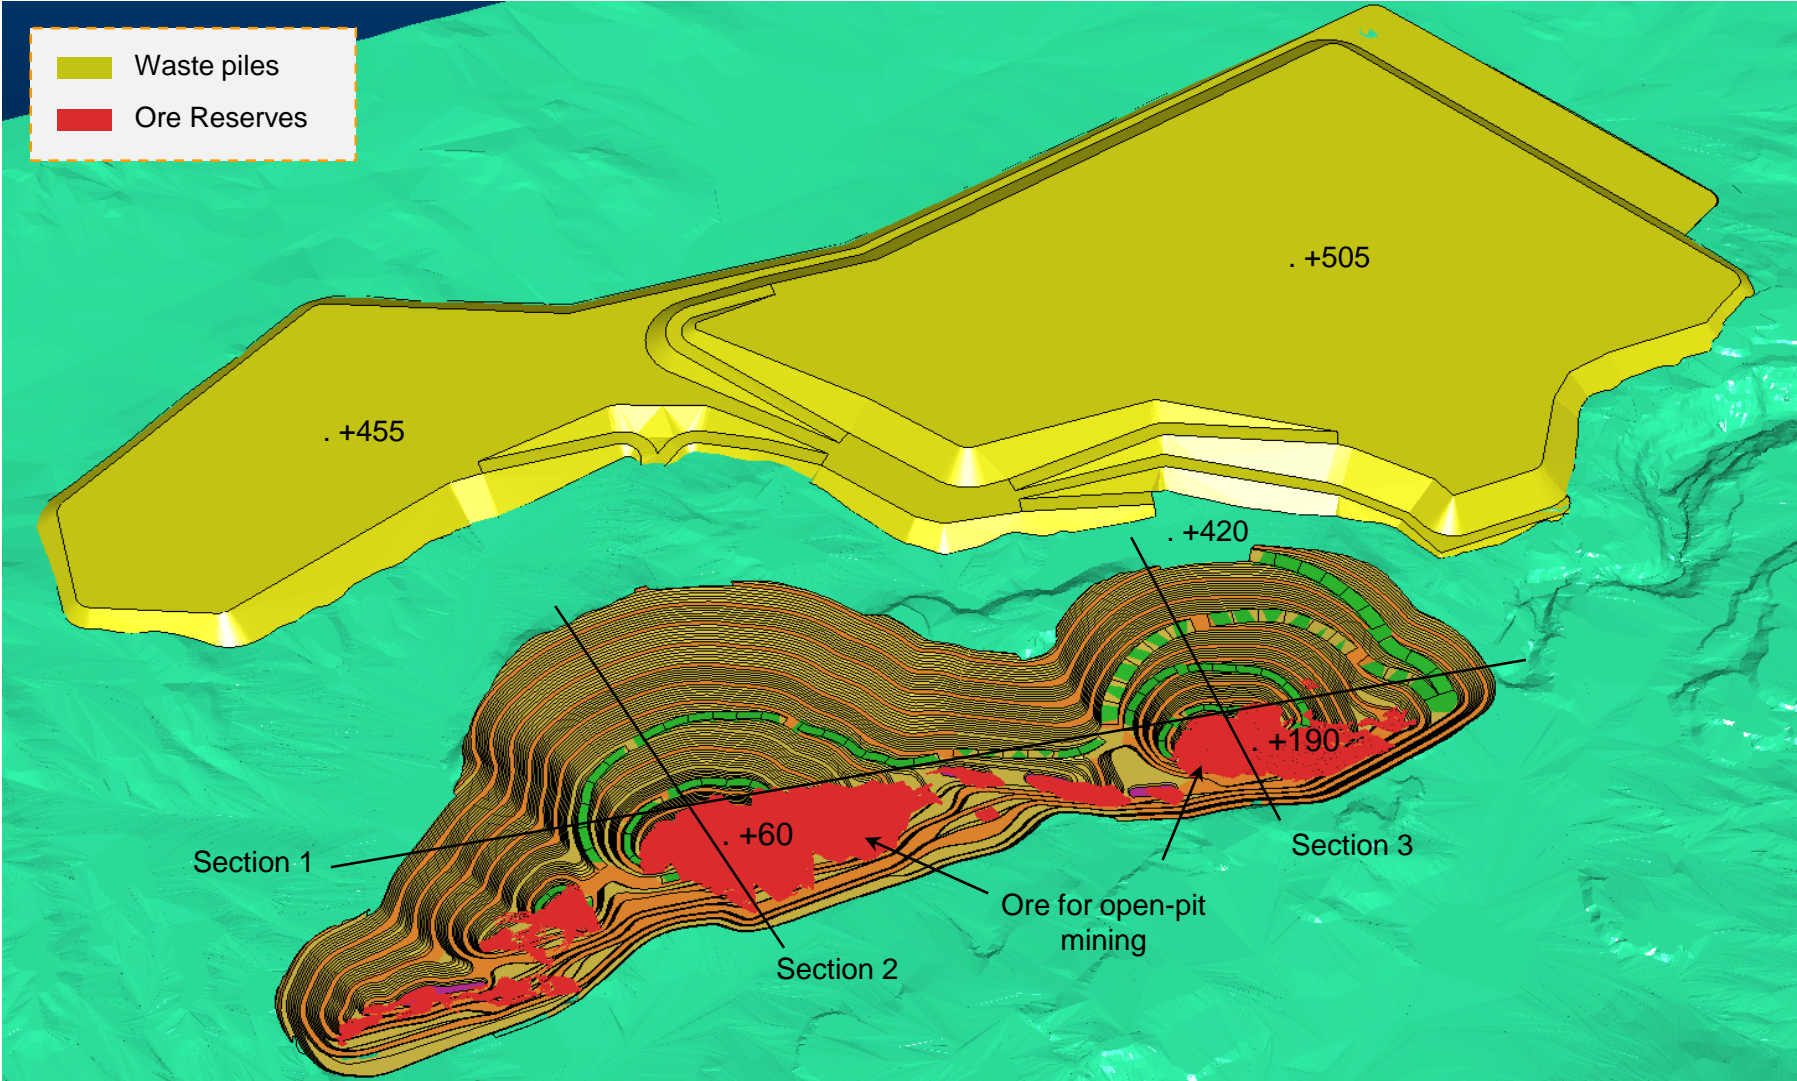 Waste piles
Ore Reserves
. +505
. +455
. +420
. +190
. +60
Section 1
Section 3
Ore for open-pit
mining
Section 2